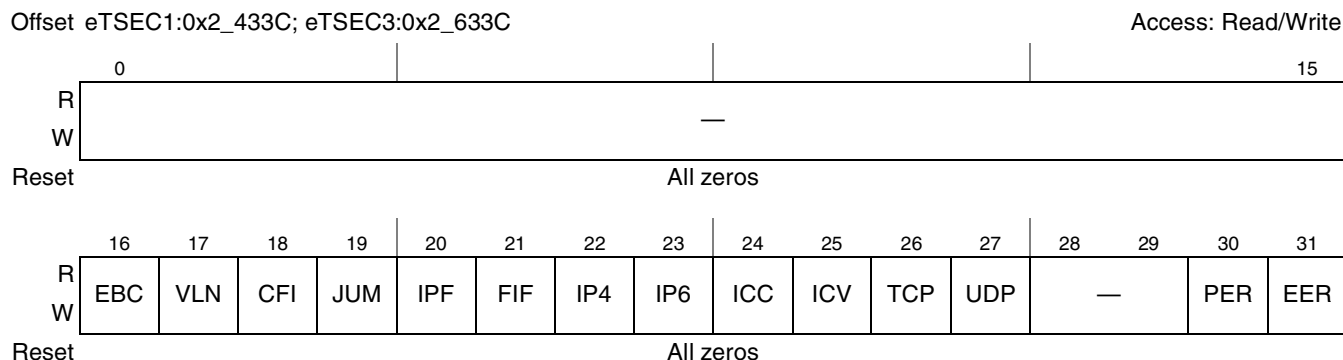 Offset eTSEC1:0x2_433C; eTSEC3:0x2_633C Access: Read/Write
0 15
R
—
W
Reset All zeros
16 17 18 19 20 21 22 23 24 25 26 27 28 29 30 31
R
EBC VLN CFI JUM IPF FIF IP4 IP6 ICC ICV TCP UDP — PER EER
W
Reset All zeros